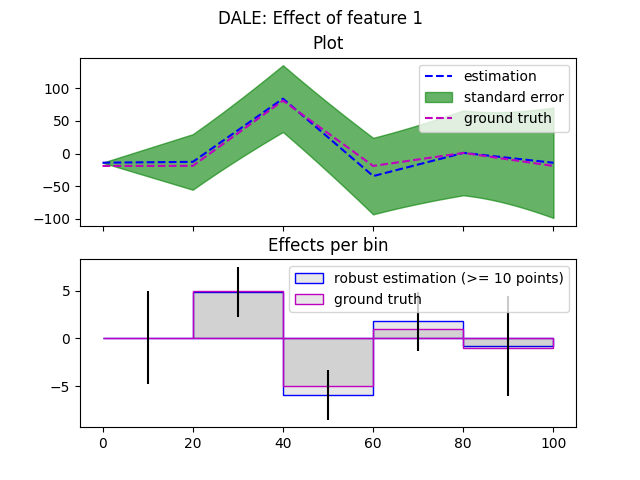 DALE: Effect of feature 1
Plot
estimation
standard error
ground truth
100
50
0
−50
−100
Effects per bin
robust estimation (>= 10 points)
ground truth
5
0
−5
0 20 40 60 80 100